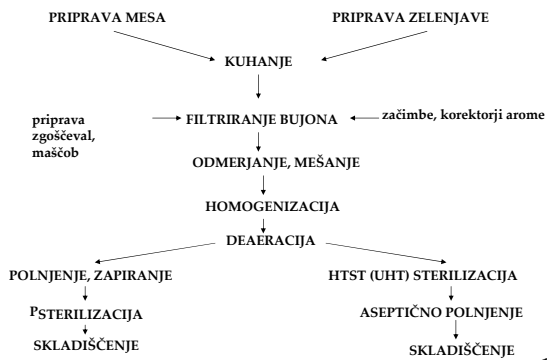 PRIPRAVA MESA
PRIPRAVA ZELENJAVE
KUHANJE
priprava
zgoščeval,
maščob
FILTRIRANJE BUJONA
začimbe, korektorji arome
ODMERJANJE, MEŠANJE
HOMOGENIZACIJA
DEAERACIJA
POLNJENJE, ZAPIRANJE
HTST (UHT) STERILIZACIJA
PSTERILIZACIJA
ASEPTIČNO POLNJENJE
SKLADIŠČENJE
SKLADIŠČENJE